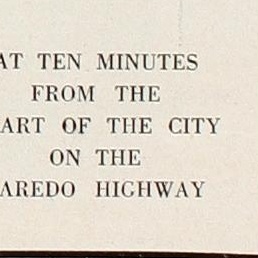 AT TEN MINUTES
FROM THE
ART OF THE CITY
ON THE
AREDO HIGHWAY